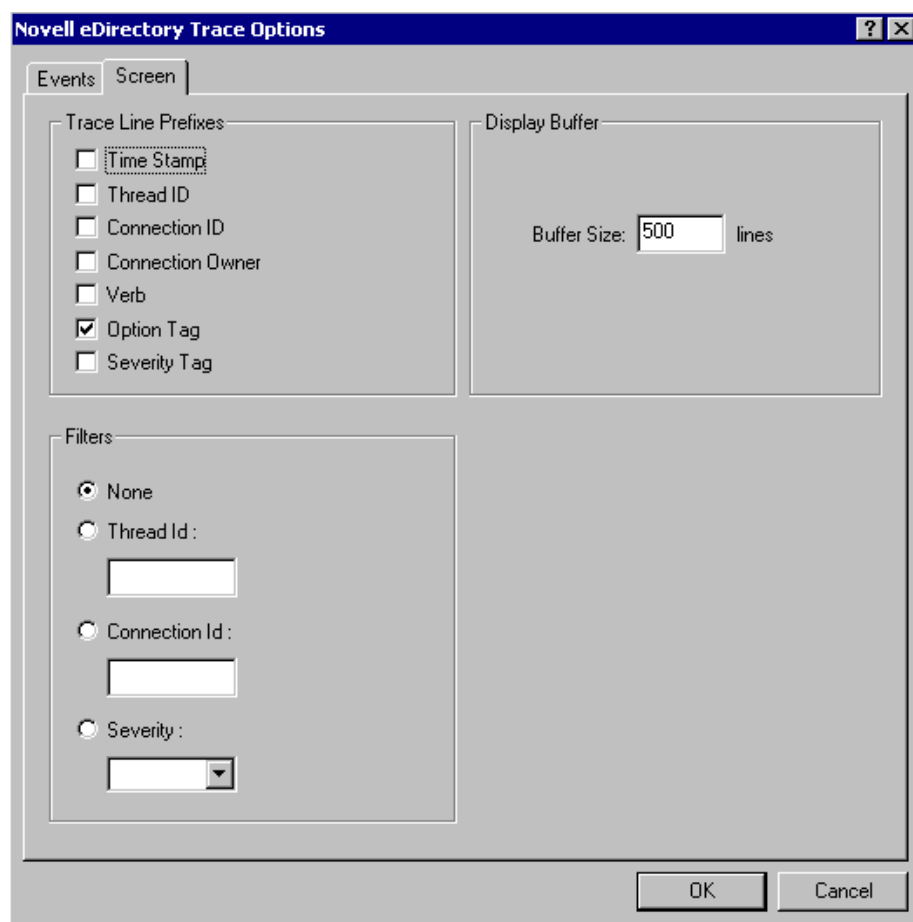 Novell eDirectory Trace Options
Events
Screen
Trace Line Prefixes
Time Stamp
Thread ID
Connection ID
Connection Owner
Verb
Option Tag
Severity Tag
Display Buffer
Buffer Size: 500 lines
Filters
None
Thread Id :
Connection Id :
Severity :
OK
Cancel